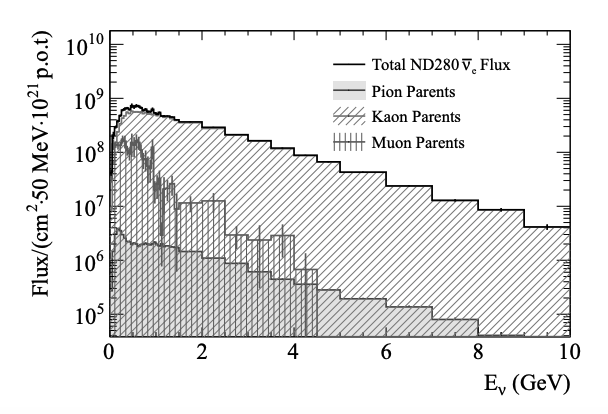 Flux/(cm²·50 MeV·10²¹ p.o.t)
10¹⁰
10⁹
10⁸
10⁷
10⁶
10⁵
Total ND280 ν̅ₑ Flux
Pion Parents
Kaon Parents
Muon Parents
0 2 4 6 8 10
Eᵥ (GeV)